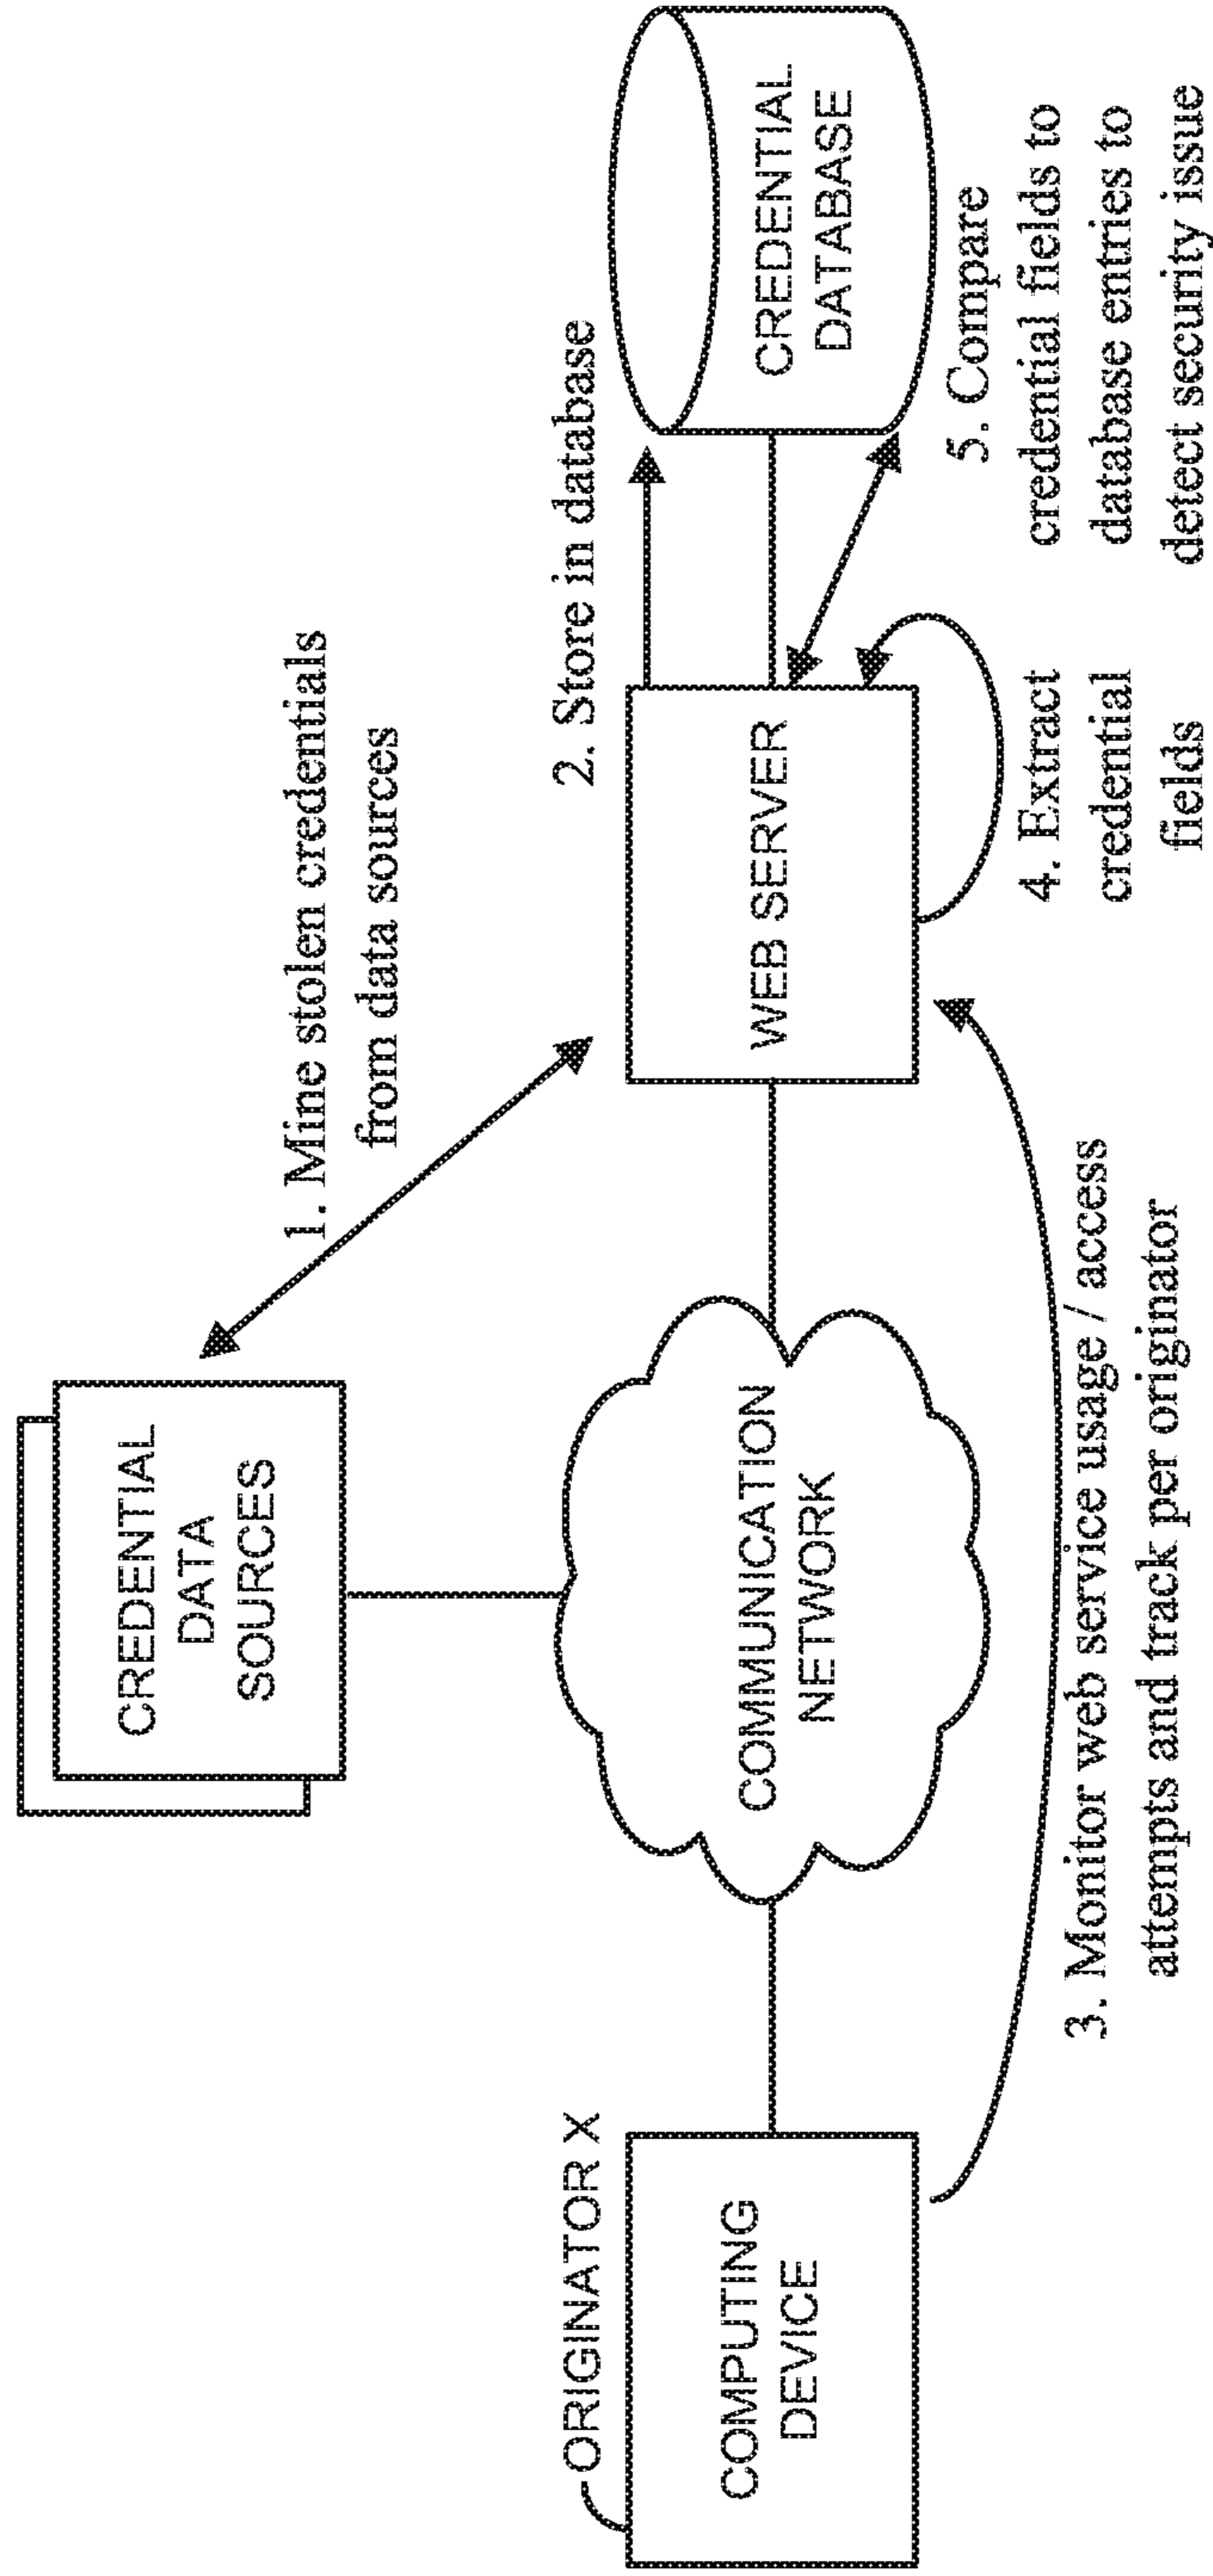 CREDENTIAL
DATA
SOURCES
1. Mine stolen credentials
from data sources
2. Store in database
ORIGINATOR X
COMPUTING
DEVICE
COMMUNICATION
NETWORK
WEB SERVER
CREDENTIAL
DATABASE
3. Monitor web service usage / access
attempts and track per originator
4. Extract
credential
fields
5. Compare
credential fields to
database entries to
detect security issue